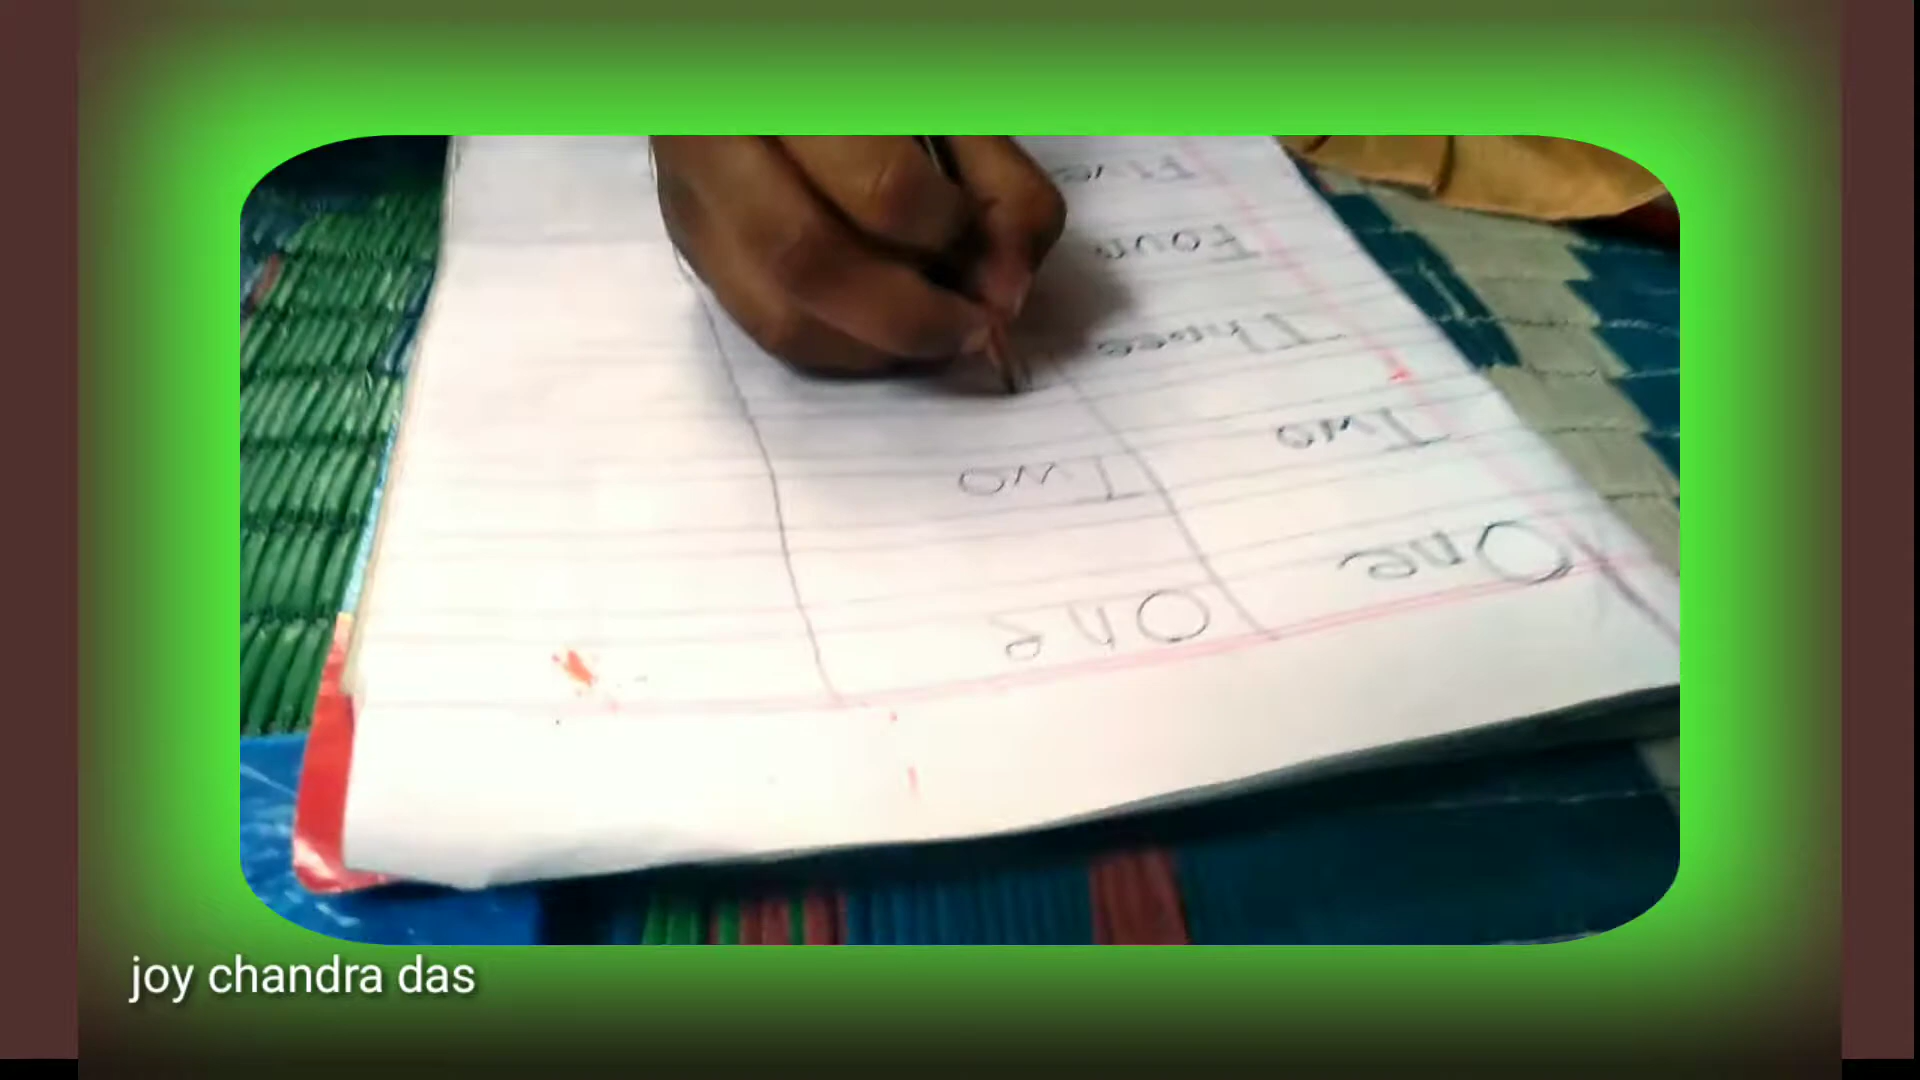 One One
Two Two
Three
Four
Five
joy chandra das